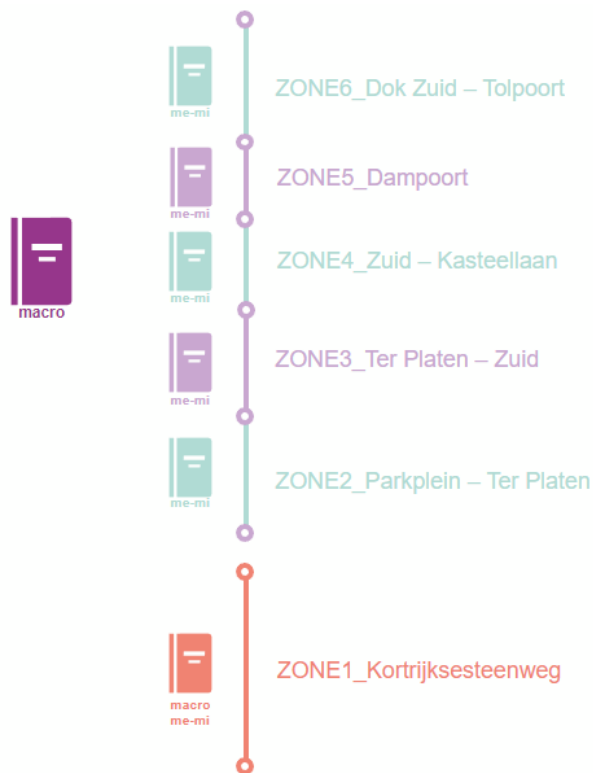 ZONE6_Dok Zuid – Tolpoort
me-mi
ZONE5_Dampoort
me-mi
ZONE4_Zuid – Kasteellaan
me-mi
macro
ZONE3_Ter Platen – Zuid
me-mi
ZONE2_Parkplein – Ter Platen
me-mi
ZONE1_Kortrijksesteenweg
macro
me-mi